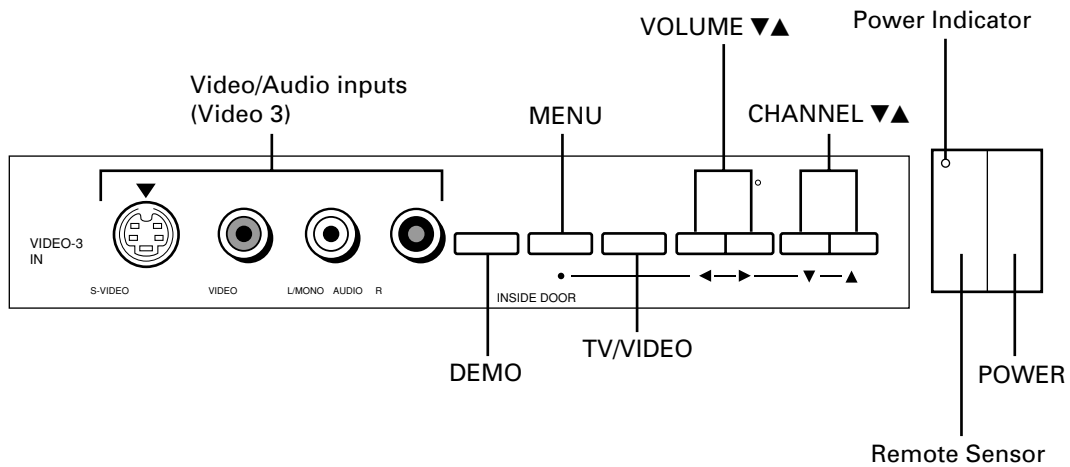 Power Indicator
VOLUME ▼▲
Video/Audio inputs
(Video 3)
MENU
CHANNEL ▼▲
VIDEO-3
IN
S-VIDEO
VIDEO
L/MONO AUDIO R
INSIDE DOOR
TV/VIDEO
DEMO
POWER
Remote Sensor